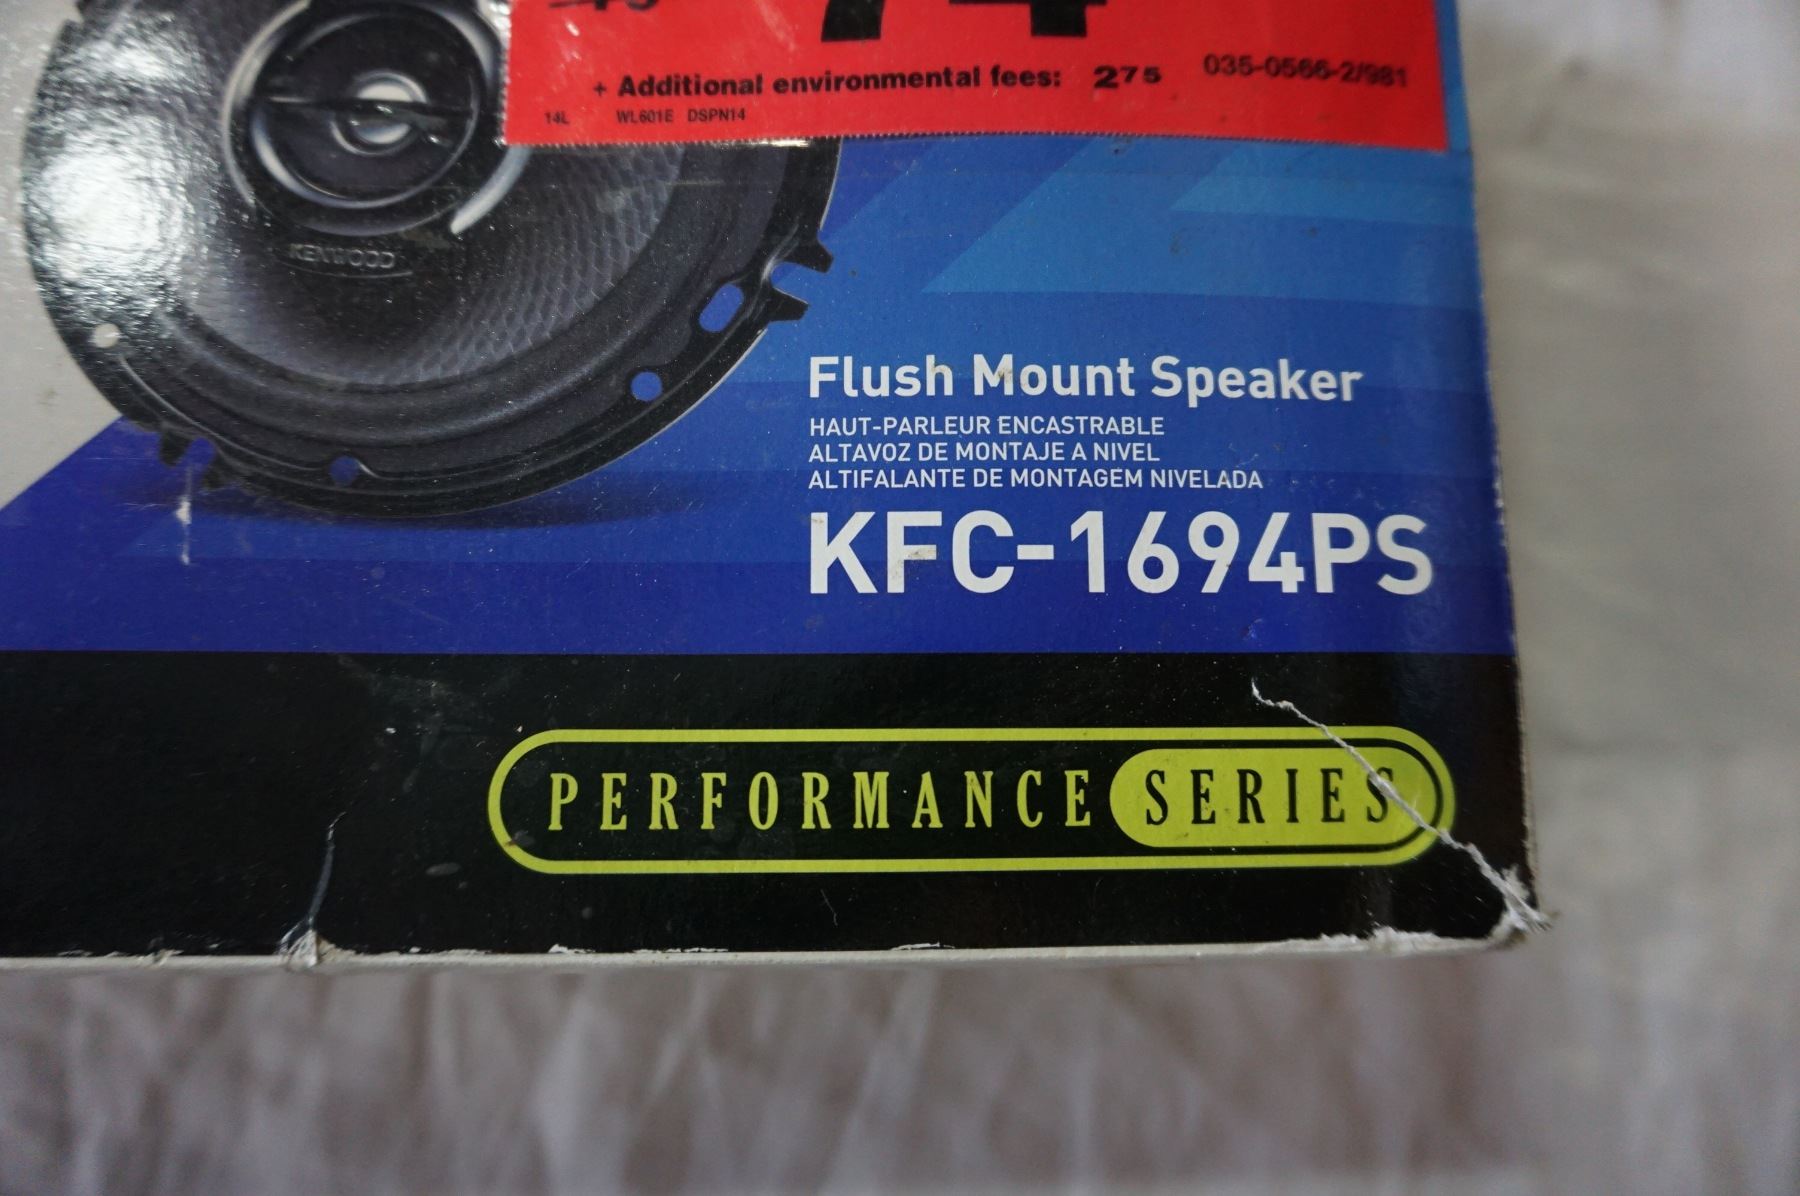 74
+ Additional environmental fees: 2 75 035-0566-2/981
14L WL601E DSPN14
KENWOOD
Flush Mount Speaker
HAUT-PARLEUR ENCASTRABLE
ALTAVOZ DE MONTAJE A NIVEL
ALTIFALANTE DE MONTAGEM NIVELADA
KFC-1694PS
PERFORMANCE SERIES